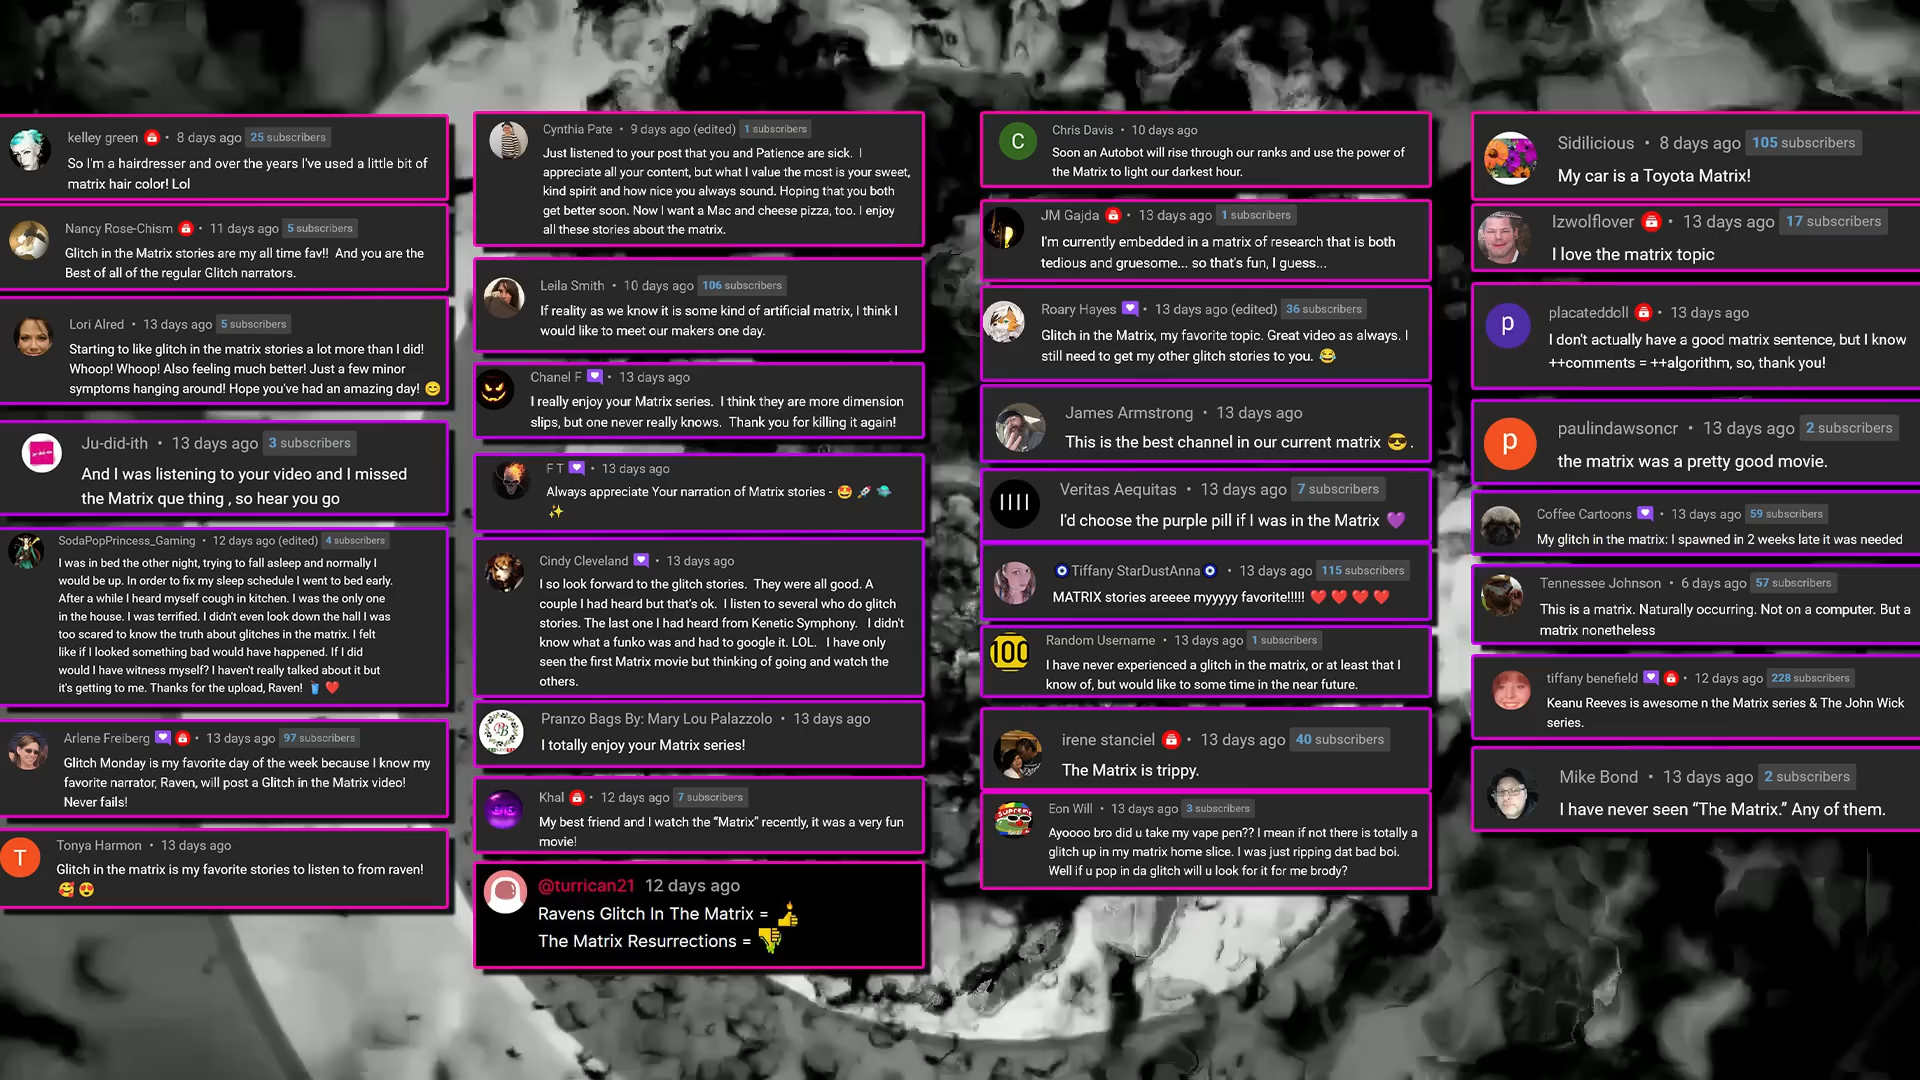 kelley green • 8 days ago 25 subscribers
So I'm a hairdresser and over the years I've used a little bit of
matrix hair color! Lol
Nancy Rose-Chism • 11 days ago 5 subscribers
Glitch in the Matrix stories are my all time fav!! And you are the
Best of all of the regular Glitch narrators.
Lori Alred • 13 days ago 5 subscribers
Starting to like glitch in the matrix stories a lot more than I did!
Whoop! Whoop! Also feeling much better! Just a few minor
symptoms hanging around! Hope you've had an amazing day! 😊
Ju-did-ith • 13 days ago 3 subscribers
And I was listening to your video and I missed
the Matrix que thing , so hear you go
SodaPopPrincess_Gaming • 12 days ago (edited) 4 subscribers
I was in bed the other night, trying to fall asleep and normally I
would be up. In order to fix my sleep schedule I went to bed early.
After a while I heard myself cough in kitchen. I was the only one
in the house. I was terrified. I didn't even look down the hall I was
too scared to know the truth about glitches in the matrix. I felt
like if I looked something bad would have happened. If I did
would I have witness myself? I haven't really talked about it but
it's getting to me. Thanks for the upload, Raven! 🥤 ❤️
Arlene Freiberg • 13 days ago 97 subscribers
Glitch Monday is my favorite day of the week because I know my
favorite narrator, Raven, will post a Glitch in the Matrix video!
Never fails!
T
Tonya Harmon • 13 days ago
Glitch in the matrix is my favorite stories to listen to from raven!
🥰 😍
Cynthia Pate • 9 days ago (edited) 1 subscribers
Just listened to your post that you and Patience are sick. I
appreciate all your content, but what I value the most is your sweet,
kind spirit and how nice you always sound. Hoping that you both
get better soon. Now I want a Mac and cheese pizza, too. I enjoy
all these stories about the matrix.
Leila Smith • 10 days ago 106 subscribers
If reality as we know it is some kind of artificial matrix, I think I
would like to meet our makers one day.
Chanel F • 13 days ago
I really enjoy your Matrix series. I think they are more dimension
slips, but one never really knows. Thank you for killing it again!
F T • 13 days ago
Always appreciate Your narration of Matrix stories - 🤩 🚀 🛸
✨
Cindy Cleveland • 13 days ago
I so look forward to the glitch stories. They were all good. A
couple I had heard but that's ok. I listen to several who do glitch
stories. The last one I had heard from Kenetic Symphony. I didn't
know what a funko was and had to google it. LOL. I have only
seen the first Matrix movie but thinking of going and watch the
others.
Pranzo Bags By: Mary Lou Palazzolo • 13 days ago
I totally enjoy your Matrix series!
Khal • 12 days ago 7 subscribers
My best friend and I watch the “Matrix” recently, it was a very fun
movie!
@turrican21 12 days ago
Ravens Glitch In The Matrix = 👍
The Matrix Resurrections = 👎
C
Chris Davis • 10 days ago
Soon an Autobot will rise through our ranks and use the power of
the Matrix to light our darkest hour.
JM Gajda • 13 days ago 1 subscribers
I'm currently embedded in a matrix of research that is both
tedious and gruesome... so that's fun, I guess...
Roary Hayes • 13 days ago (edited) 36 subscribers
Glitch in the Matrix, my favorite topic. Great video as always. I
still need to get my other glitch stories to you. 😂
James Armstrong • 13 days ago
This is the best channel in our current matrix 😎 .
Veritas Aequitas • 13 days ago 7 subscribers
I'd choose the purple pill if I was in the Matrix 💜
🧿Tiffany StarDustAnna🧿 • 13 days ago 115 subscribers
MATRIX stories areeee myyyyy favorite!!!!! ❤️ ❤️ ❤️ ❤️
100
Random Username • 13 days ago 1 subscribers
I have never experienced a glitch in the matrix, or at least that I
know of, but would like to some time in the near future.
irene stanciel • 13 days ago 40 subscribers
The Matrix is trippy.
Eon Will • 13 days ago 3 subscribers
Ayoooo bro did u take my vape pen?? I mean if not there is totally a
glitch up in my matrix home slice. I was just ripping dat bad boi.
Well if u pop in da glitch will u look for it for me brody?
Sidilicious • 8 days ago 105 subscribers
My car is a Toyota Matrix!
Izwolflover • 13 days ago 17 subscribers
I love the matrix topic
p
placateddoll • 13 days ago
I don't actually have a good matrix sentence, but I know
++comments = ++algorithm, so, thank you!
p
paulindawsoncr • 13 days ago 2 subscribers
the matrix was a pretty good movie.
Coffee Cartoons • 13 days ago 59 subscribers
My glitch in the matrix: I spawned in 2 weeks late it was needed
Tennessee Johnson • 6 days ago 57 subscribers
This is a matrix. Naturally occurring. Not on a computer. But a
matrix nonetheless
tiffany benefield • 12 days ago 228 subscribers
Keanu Reeves is awesome n the Matrix series & The John Wick
series.
Mike Bond • 13 days ago 2 subscribers
I have never seen “The Matrix.” Any of them.